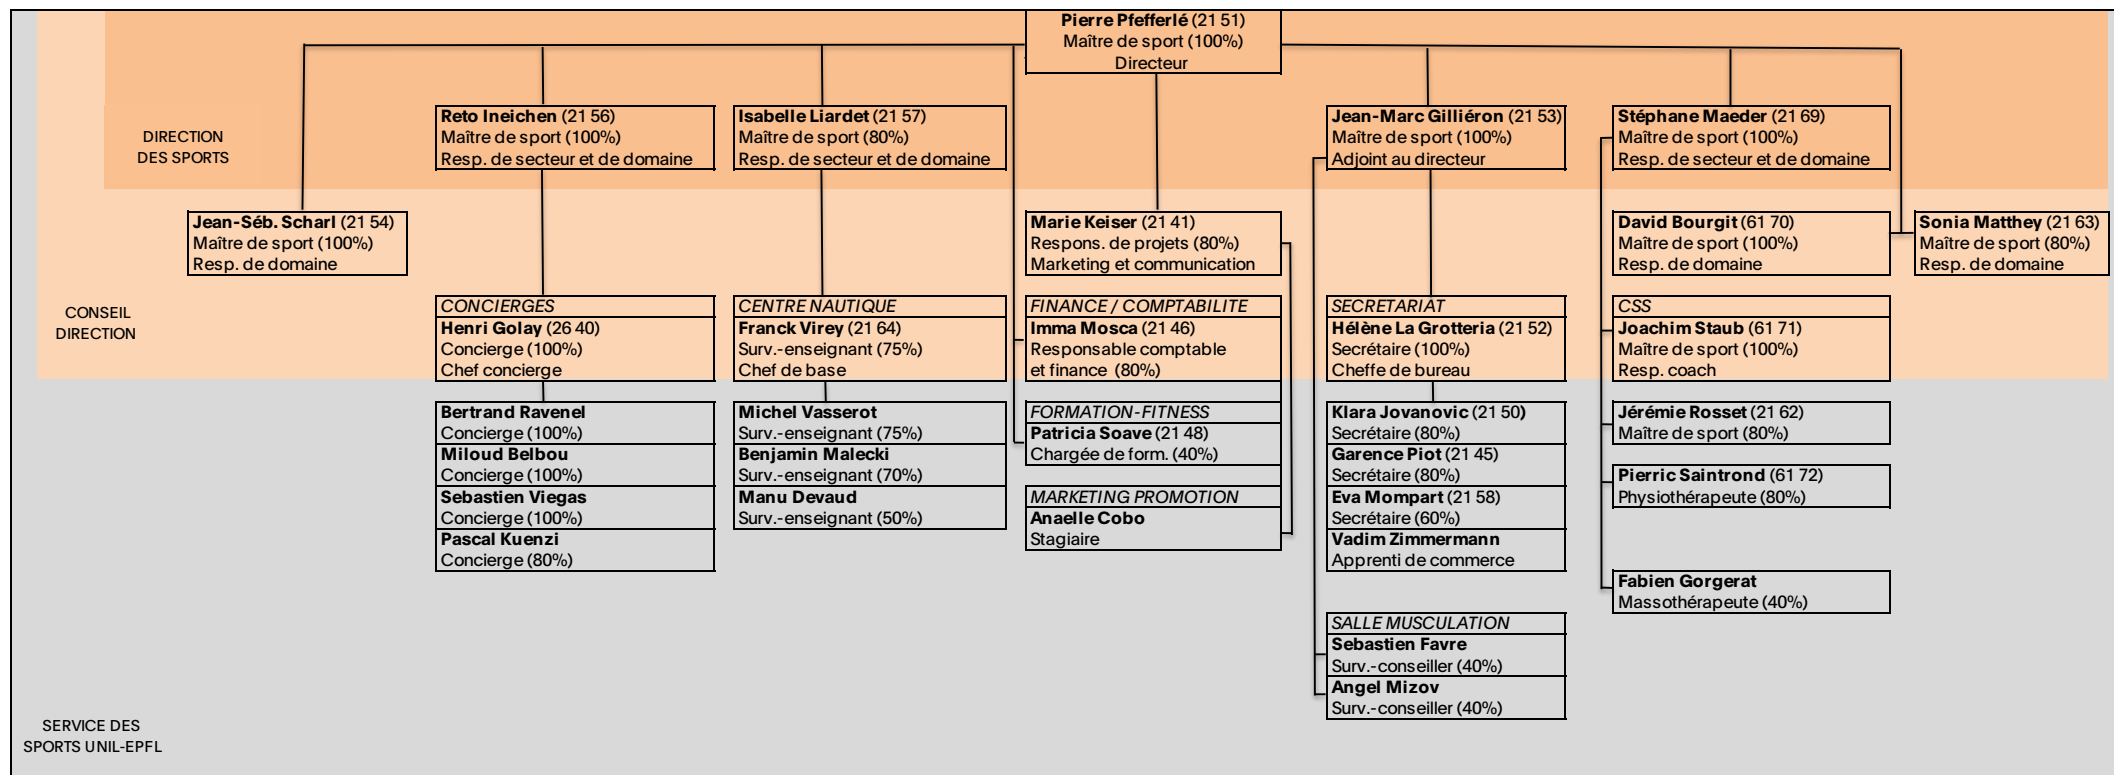 Pierre Pfefferlé (21 51)
Maître de sport (100%)
Directeur
DIRECTION
DES SPORTS
Reto Ineichen (21 56)
Maître de sport (100%)
Resp. de secteur et de domaine
Isabelle Liardet (21 57)
Maître de sport (80%)
Resp. de secteur et de domaine
Jean-Marc Gilliéron (21 53)
Maître de sport (100%)
Adjoint au directeur
Stéphane Maeder (21 69)
Maître de sport (100%)
Resp. de secteur et de domaine
Jean-Séb. Scharl (21 54)
Maître de sport (100%)
Resp. de domaine
Marie Keiser (21 41)
Respons. de projets (80%)
Marketing et communication
David Bourgit (61 70)
Maître de sport (100%)
Resp. de domaine
Sonia Matthey (21 63)
Maître de sport (80%)
Resp. de domaine
CONSEIL
DIRECTION
CONCIERGES
Henri Golay (26 40)
Concierge (100%)
Chef concierge
CENTRE NAUTIQUE
Franck Virey (21 64)
Surv.-enseignant (75%)
Chef de base
FINANCE / COMPTABILITE
Imma Mosca (21 46)
Responsable comptable
et finance (80%)
SECRETARIAT
Hélène La Grotteria (21 52)
Secrétaire (100%)
Cheffe de bureau
CSS
Joachim Staub (61 71)
Maître de sport (100%)
Resp. coach
Bertrand Ravenel
Concierge (100%)
Miloud Belbou
Concierge (100%)
Sebastien Viegas
Concierge (100%)
Pascal Kuenzi
Concierge (80%)
Michel Vasserot
Surv.-enseignant (75%)
Benjamin Malecki
Surv.-enseignant (70%)
Manu Devaud
Surv.-enseignant (50%)
FORMATION-FITNESS
Patricia Soave (21 48)
Chargée de form. (40%)
MARKETING PROMOTION
Anaelle Cobo
Stagiaire
Klara Jovanovic (21 50)
Secrétaire (80%)
Garence Piot (21 45)
Secrétaire (80%)
Eva Mompart (21 58)
Secrétaire (60%)
Vadim Zimmermann
Apprenti de commerce
Jérémie Rosset (21 62)
Maître de sport (80%)
Pierric Saintrond (61 72)
Physiothérapeute (80%)
Fabien Gorgerat
Massothérapeute (40%)
SALLE MUSCULATION
Sebastien Favre
Surv.-conseiller (40%)
Angel Mizov
Surv.-conseiller (40%)
SERVICE DES
SPORTS UNIL-EPFL